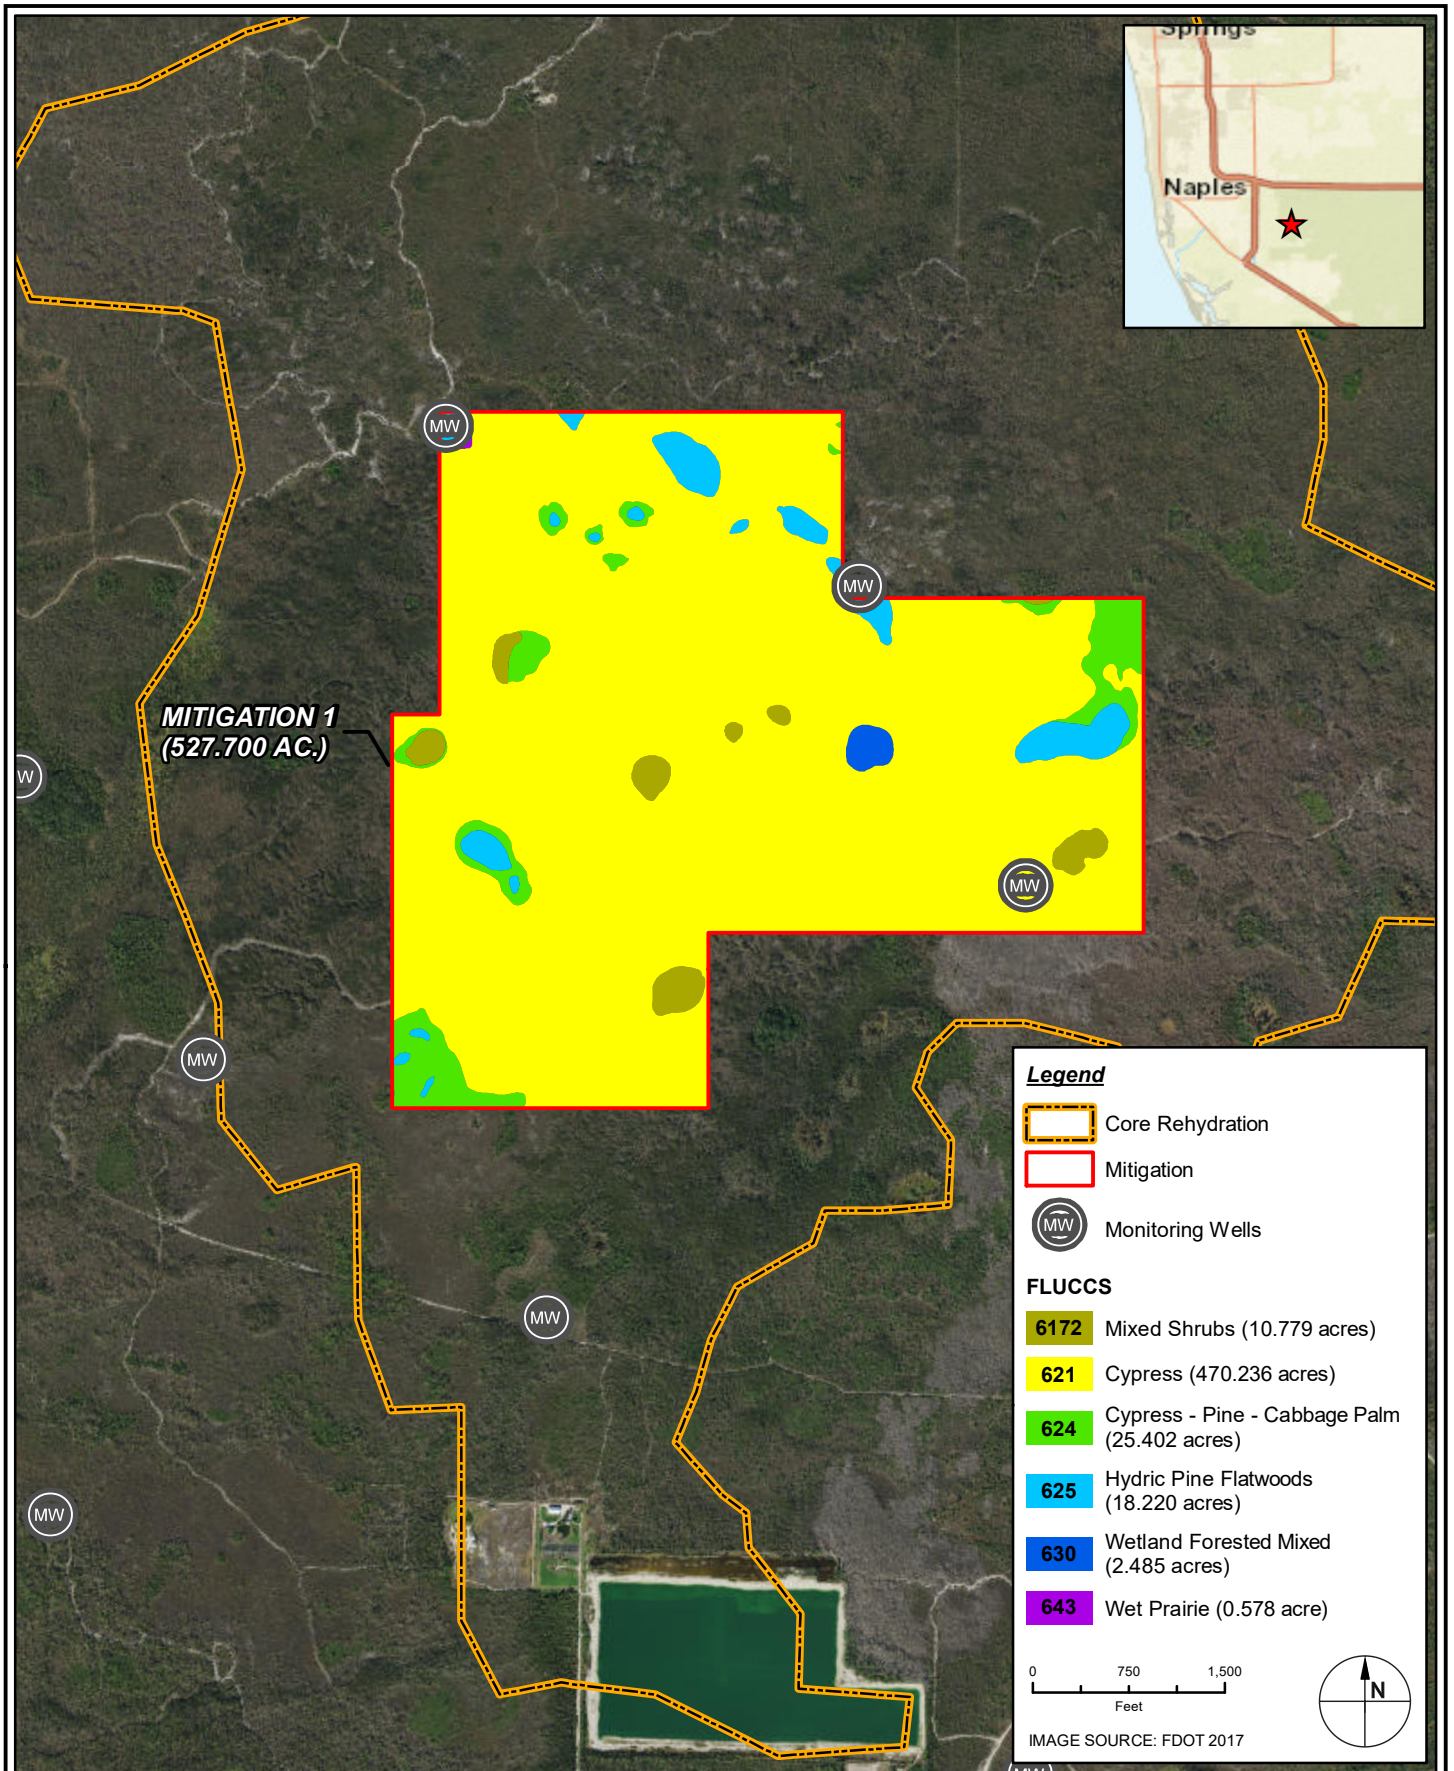 Springs
Naples
MW
MW
MITIGATION 1
(527.700 AC.)
W
MW
MW
MW
MW
MW
Legend
Core Rehydration
Mitigation
MW Monitoring Wells
FLUCCS
6172 Mixed Shrubs (10.779 acres)
621 Cypress (470.236 acres)
624 Cypress - Pine - Cabbage Palm
(25.402 acres)
625 Hydric Pine Flatwoods
(18.220 acres)
630 Wetland Forested Mixed
(2.485 acres)
643 Wet Prairie (0.578 acre)
0 750 1,500
Feet
N
IMAGE SOURCE: FDOT 2017